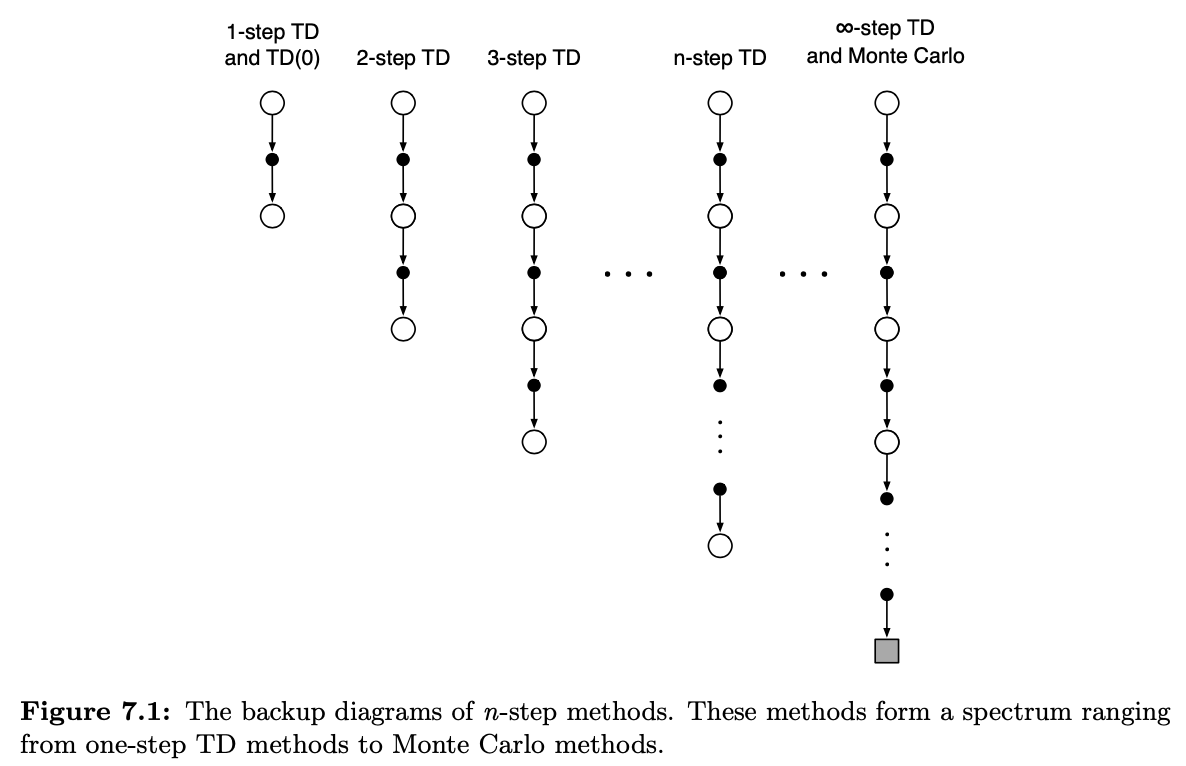 1-step TD
and TD(0)
2-step TD
3-step TD
n-step TD
∞-step TD
and Monte Carlo
Figure 7.1: The backup diagrams of n-step methods. These methods form a spectrum ranging
from one-step TD methods to Monte Carlo methods.